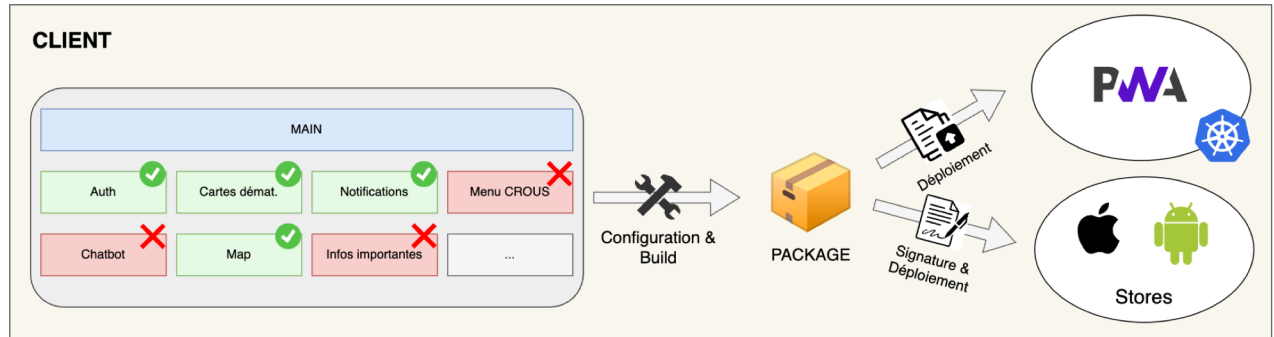 CLIENT
MAIN
Auth
Cartes démat.
Notifications
Menu CROUS
Chatbot
Map
Infos importantes
...
Configuration &
Build
PACKAGE
Déploiement
Signature &
Déploiement
PWA
Stores